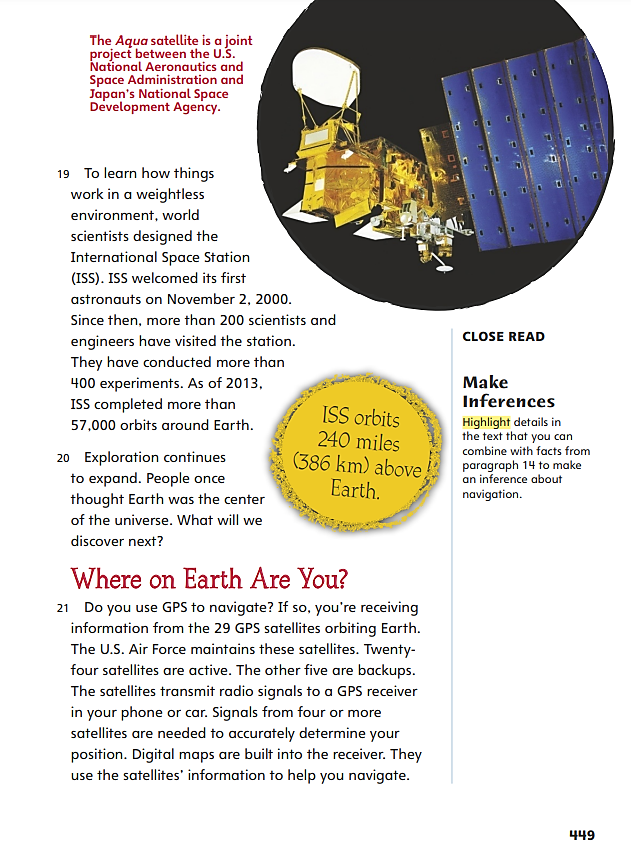 The Aqua satellite is a joint
project between the U.S.
National Aeronautics and
Space Administration and
Japan's National Space
Development Agency.
19 To learn how things
work in a weightless
environment, world
scientists designed the
International Space Station
(ISS). ISS welcomed its first
astronauts on November 2, 2000.
Since then, more than 200 scientists and
engineers have visited the station.
They have conducted more than
400 experiments. As of 2013,
ISS completed more than
57,000 orbits around Earth.
ISS orbits
240 miles
(386 km) above
Earth.
20 Exploration continues
to expand. People once
thought Earth was the center
of the universe. What will we
discover next?
Where on Earth Are You?
21 Do you use GPS to navigate? If so, you're receiving
information from the 29 GPS satellites orbiting Earth.
The U.S. Air Force maintains these satellites. Twenty-
four satellites are active. The other five are backups.
The satellites transmit radio signals to a GPS receiver
in your phone or car. Signals from four or more
satellites are needed to accurately determine your
position. Digital maps are built into the receiver. They
use the satellites' information to help you navigate.
CLOSE READ
Make
Inferences
Highlight details in
the text that you can
combine with facts from
paragraph 14 to make
an inference about
navigation.
449